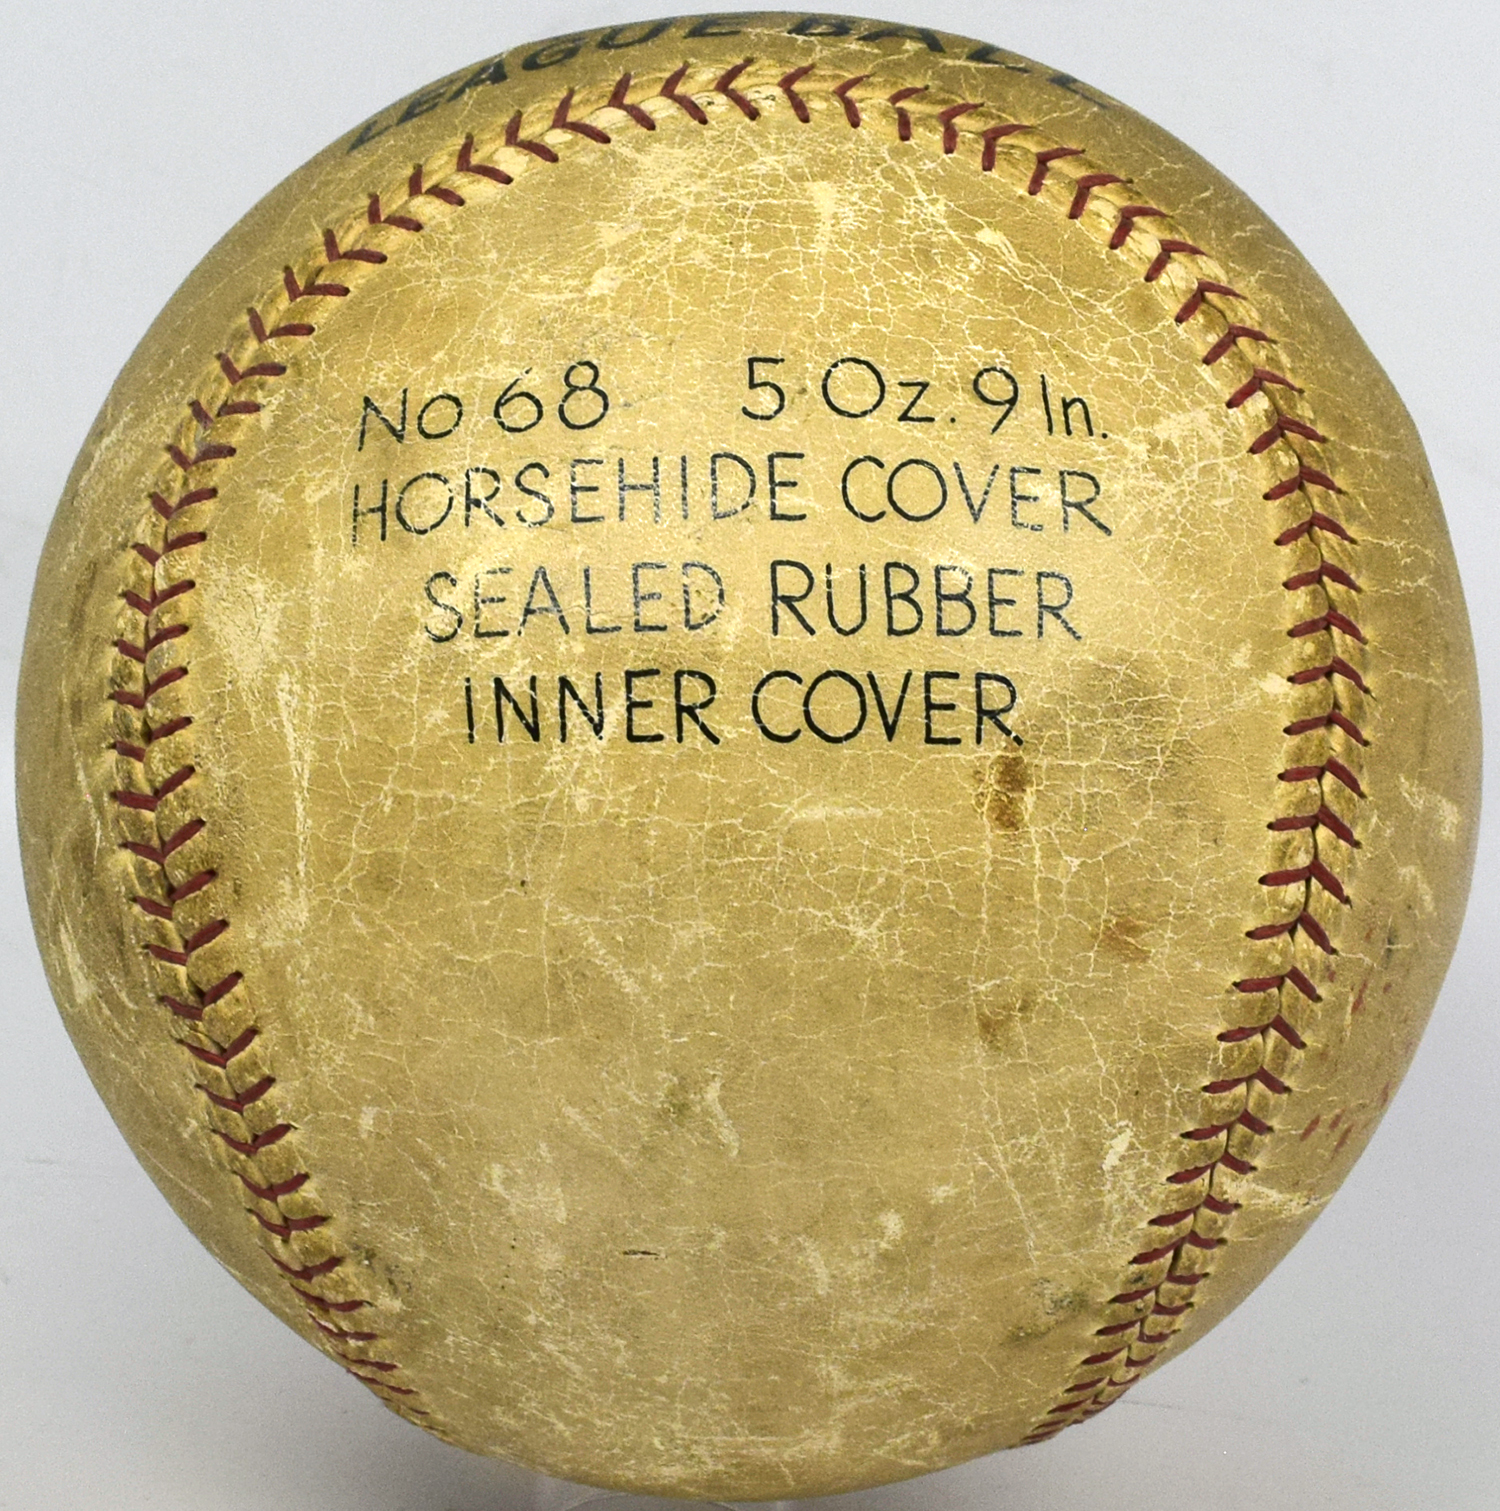 LEAGUE BALL
No 68 5 Oz. 9 In.
HORSEHIDE COVER
SEALED RUBBER
INNER COVER.